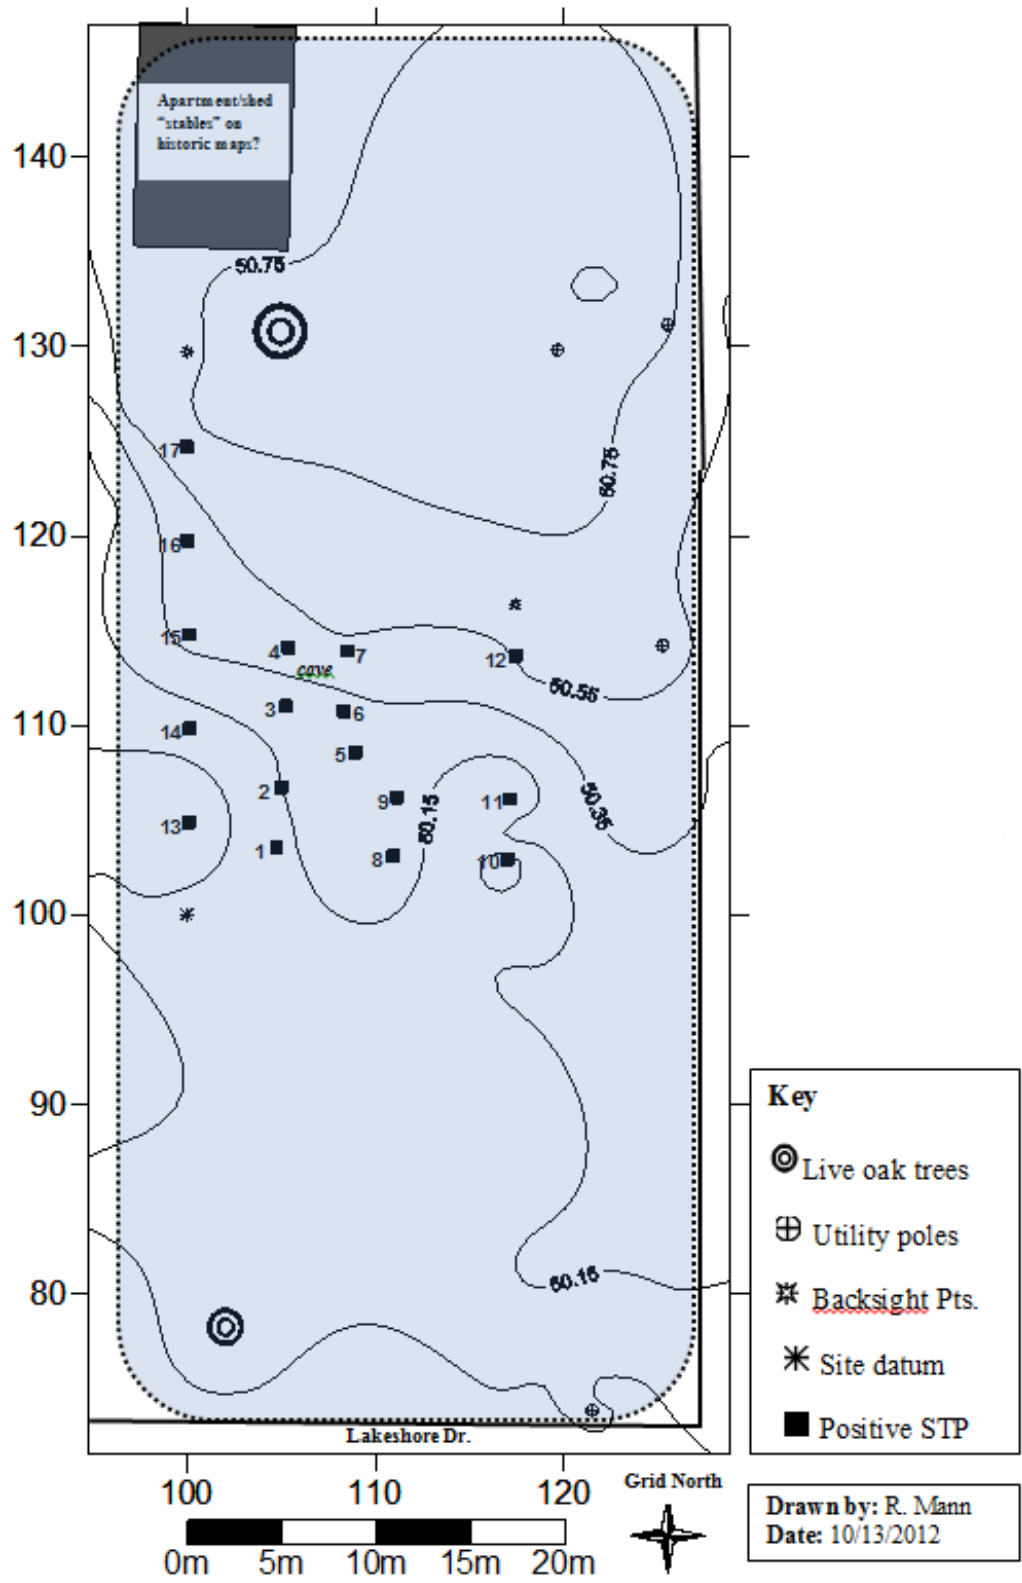 Apartment/shed
"stables" on
historic maps?
140
130
120
110
100
90
80
50.75
50.75
17
16
15
4
cave
7
12
50.55
3
6
14
5
2
9
50.15
11
50.35
13
1
8
10
50.15
Lakeshore Dr.
100
110
120
Grid North
0m 5m 10m 15m 20m
Key
Live oak trees
Utility poles
Backsight Pts.
Site datum
Positive STP
Drawn by: R. Mann
Date: 10/13/2012